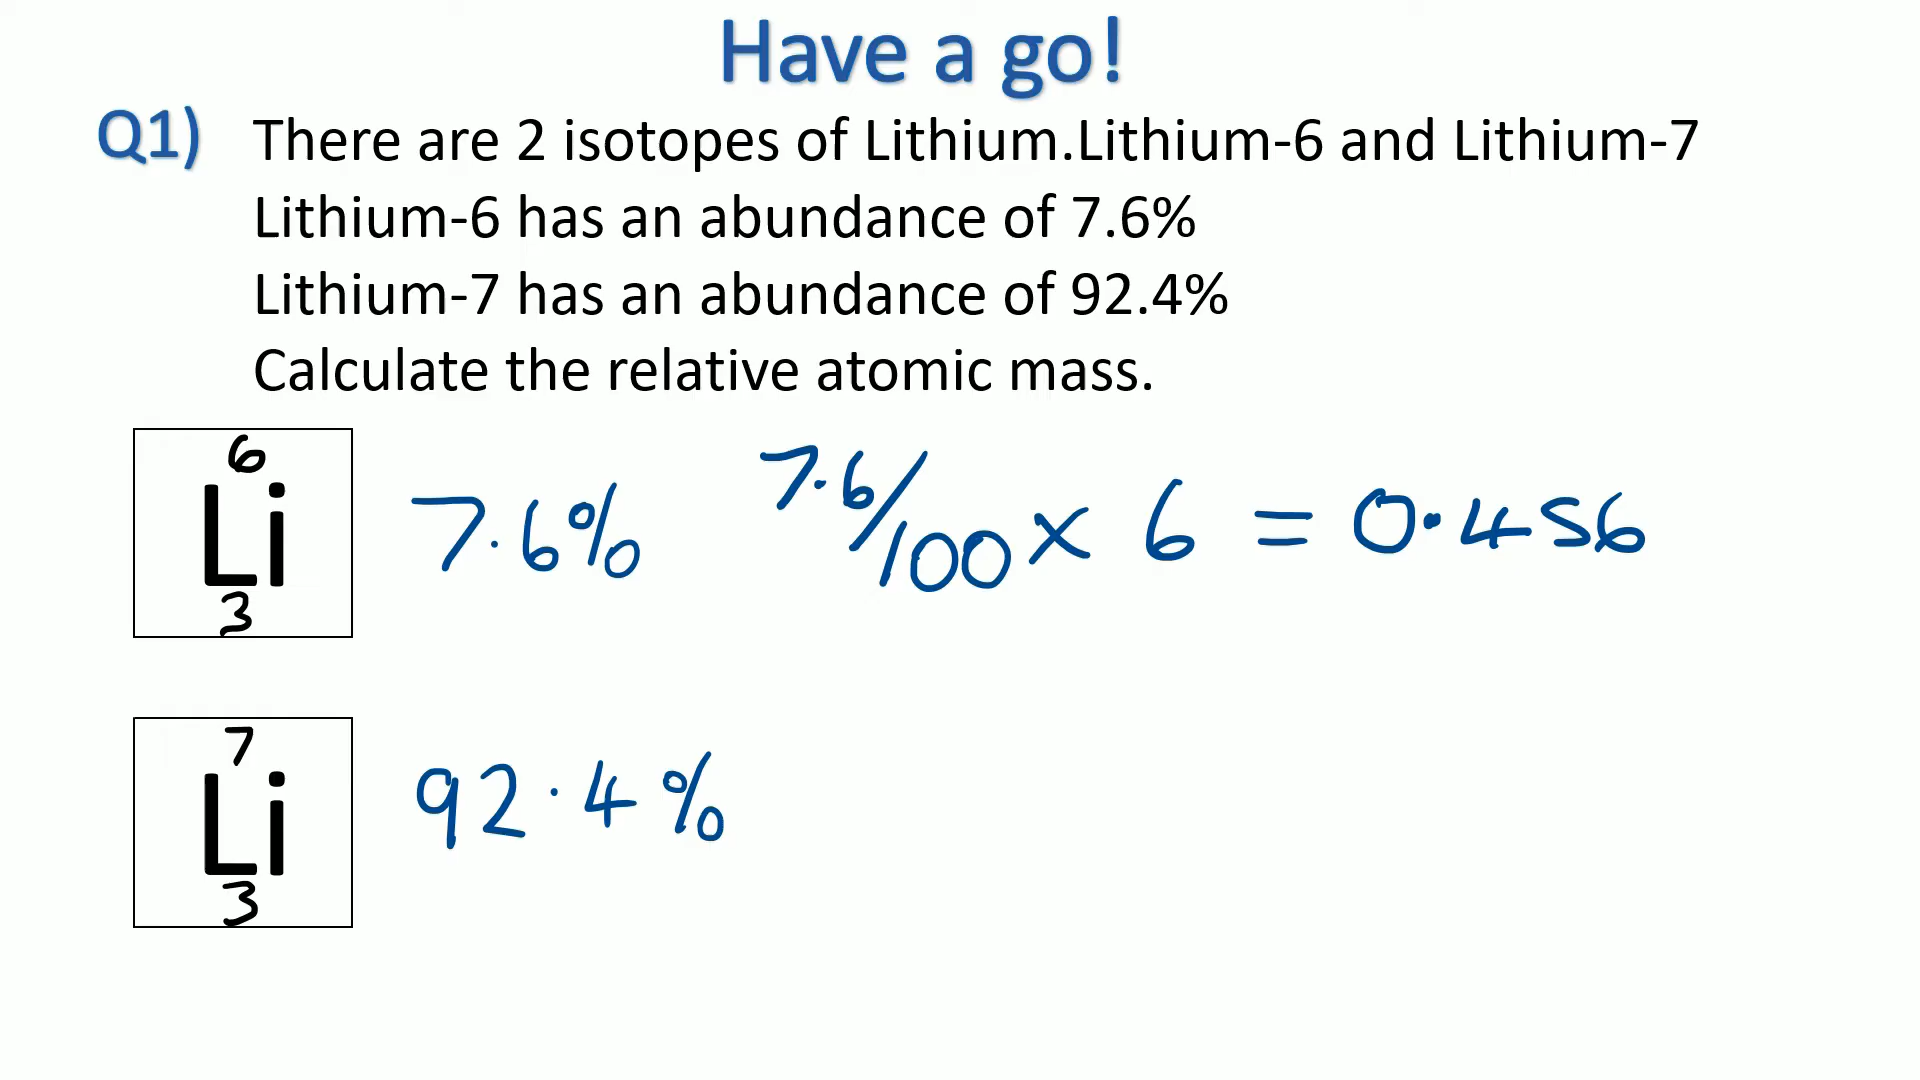 Have a go!
Q1) There are 2 isotopes of Lithium.Lithium-6 and Lithium-7
Lithium-6 has an abundance of 7.6%
Lithium-7 has an abundance of 92.4%
Calculate the relative atomic mass.
6
Li
3
7.6% 7.6/100 × 6 = 0.456
7
Li
3
92.4%